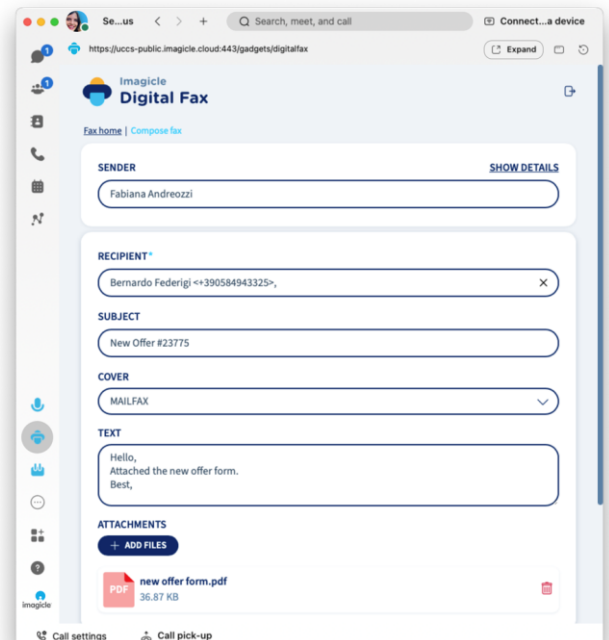 Se...us
Search, meet, and call
Connect...a device
1
https://uccs-public.imagicle.cloud:443/gadgets/digitalfax
Expand
1
Imagicle
Digital Fax
Fax home | Compose fax
SENDER
SHOW DETAILS
Fabiana Andreozzi
RECIPIENT*
Bernardo Federigi <+390584943325>,
SUBJECT
New Offer #23775
COVER
MAILFAX
TEXT
Hello,
Attached the new offer form.
Best,
ATTACHMENTS
+ ADD FILES
PDF
new offer form.pdf
36.87 KB
imagicle
Call settings
Call pick-up